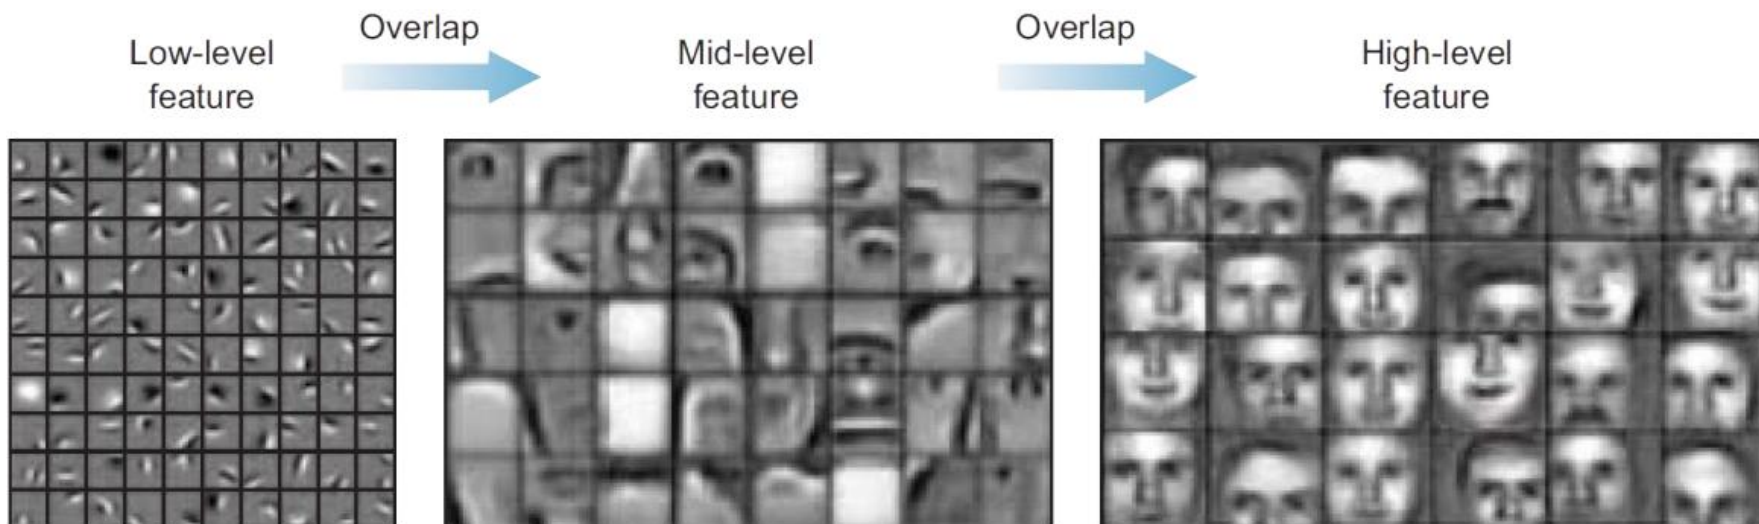 Low-level
feature
Overlap
Mid-level
feature
Overlap
High-level
feature